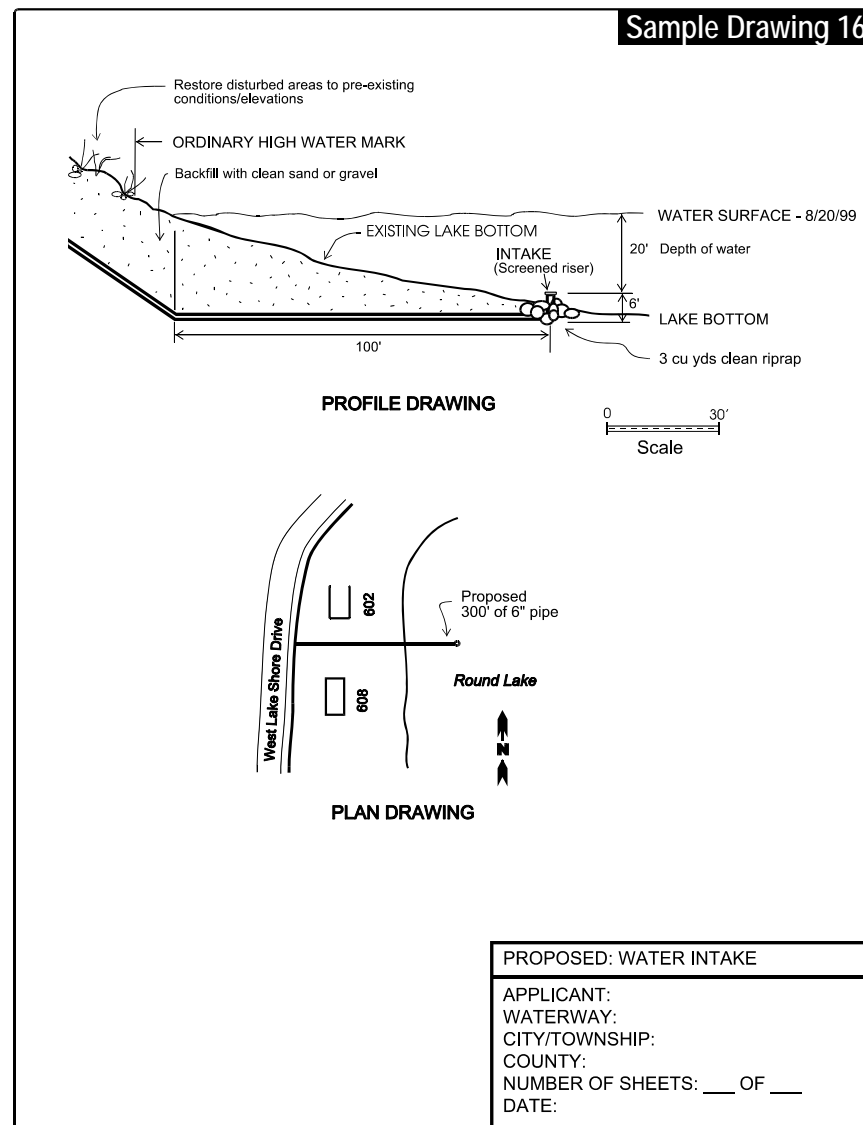 Sample Drawing 16
Restore disturbed areas to pre-existing
conditions/elevations
ORDINARY HIGH WATER MARK
Backfill with clean sand or gravel
WATER SURFACE - 8/20/99
EXISTING LAKE BOTTOM
INTAKE
(Screened riser)
20' Depth of water
6'
LAKE BOTTOM
100'
3 cu yds clean riprap
PROFILE DRAWING
0 30'
Scale
Proposed
300' of 6" pipe
602
West Lake Shore Drive
608
Round Lake
N
PLAN DRAWING
PROPOSED: WATER INTAKE
APPLICANT:
WATERWAY:
CITY/TOWNSHIP:
COUNTY:
NUMBER OF SHEETS: ___ OF ___
DATE: